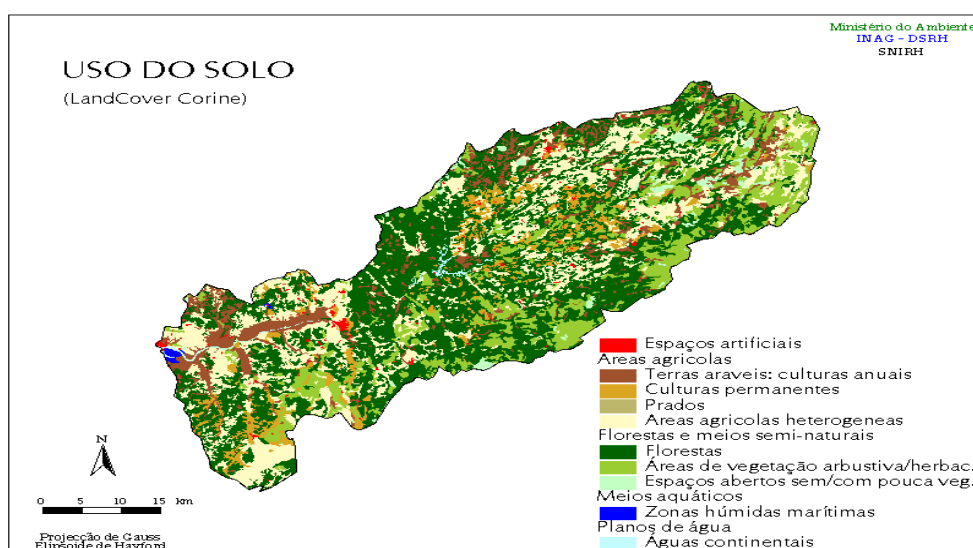 Ministério do Ambiente
INAG - DSRH
SNIRH
USO DO SOLO
(LandCover Corine)
Espaços artificiais
Areas agricolas
Terras araveis: culturas anuais
Culturas permanentes
Prados
Areas agricolas heterogeneas
Florestas e meios semi-naturais
Florestas
Áreas de vegetação arbustiva/herbac.
Espaços abertos sem/com pouca veg.
Meios aquáticos
Zonas húmidas marítimas
Planos de água
Águas continentais
N
0 5 10 15 km
Projecção de Gauss
Elipsoide de Hayford